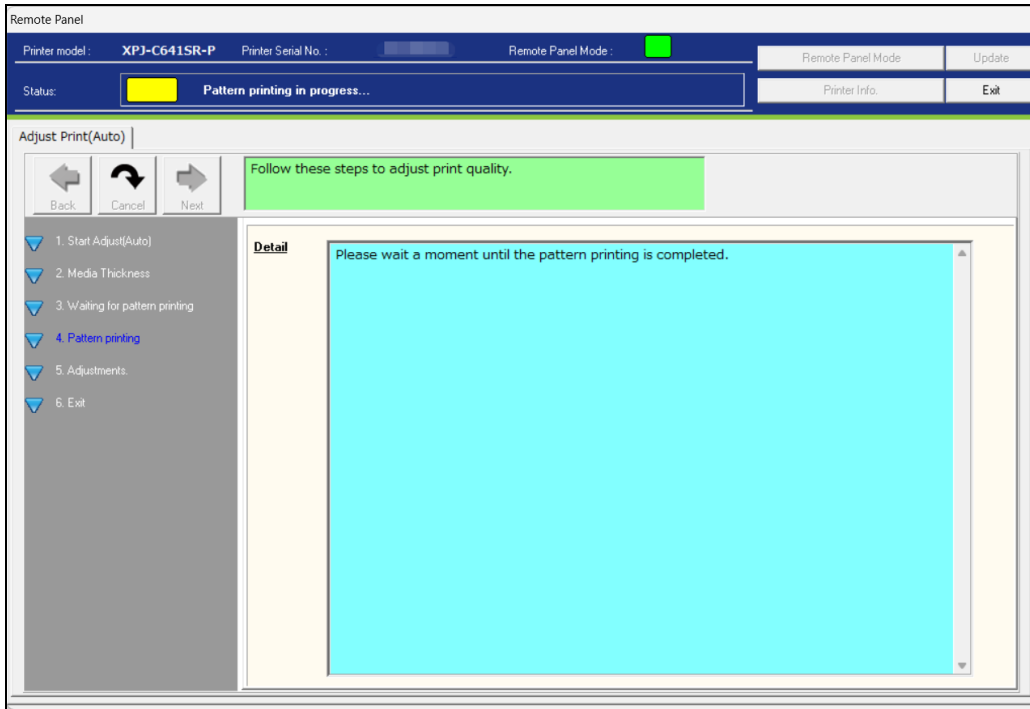 Remote Panel
Printer model : XPJ-C641SR-P Printer Serial No. : Remote Panel Mode :
Remote Panel Mode Update
Status: Pattern printing in progress...
Printer Info. Exit
Adjust Print(Auto)
Back Cancel Next
Follow these steps to adjust print quality.
1. Start Adjust(Auto)
2. Media Thickness
3. Waiting for pattern printing
4. Pattern printing
5. Adjustments.
6. Exit
Detail
Please wait a moment until the pattern printing is completed.